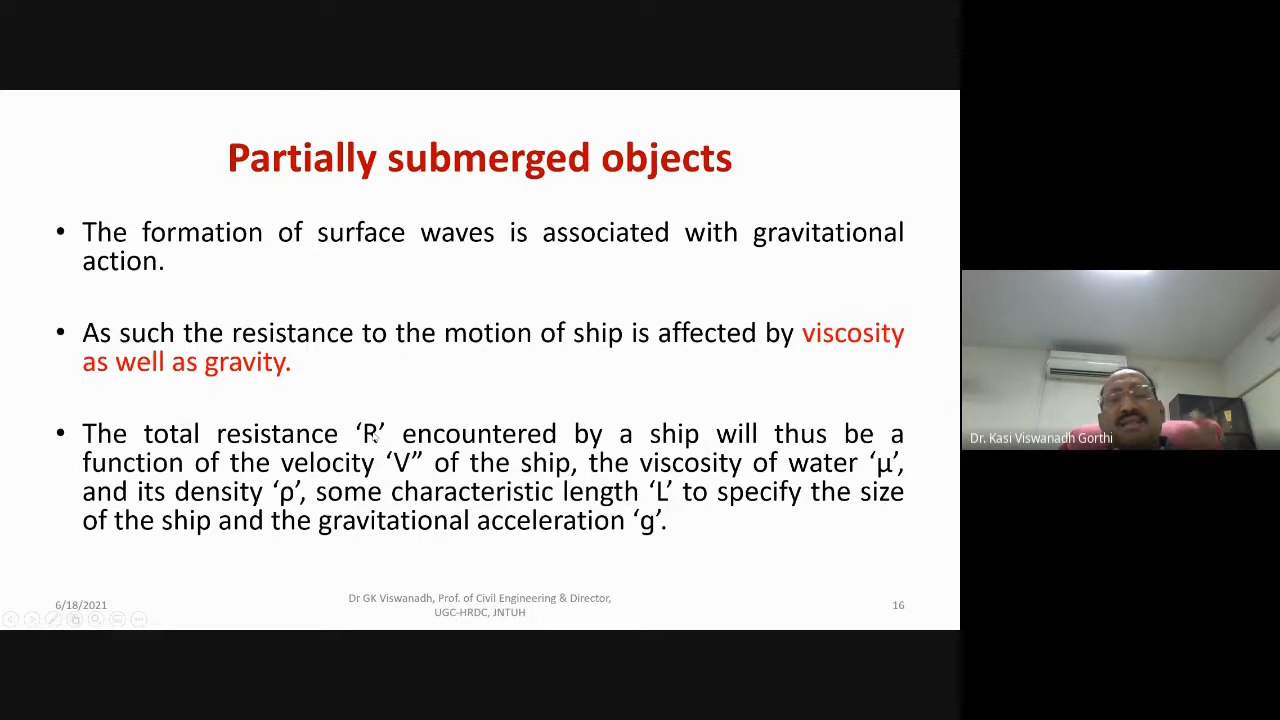 Partially submerged objects
• The formation of surface waves is associated with gravitational
action.
• As such the resistance to the motion of ship is affected by viscosity
as well as gravity.
• The total resistance ‘R’ encountered by a ship will thus be a
function of the velocity ‘V” of the ship, the viscosity of water ‘μ’,
and its density ‘ρ’, some characteristic length ‘L’ to specify the size
of the ship and the gravitational acceleration ‘g’.
6/18/2021
Dr GK Viswanadh, Prof. of Civil Engineering & Director,
UGC-HRDC, JNTUH
16
Dr. Kasi Viswanadh Gorthi